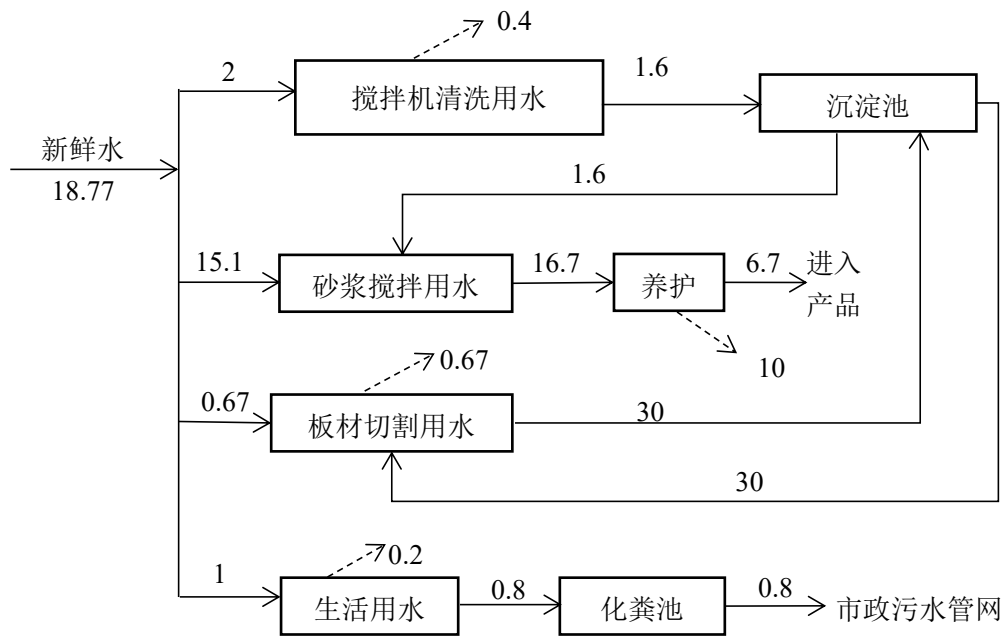 0.4
2
搅拌机清洗用水
1.6
沉淀池
新鲜水
18.77
1.6
15.1
砂浆搅拌用水
16.7
养护
6.7
进入
产品
10
0.67
0.67
板材切割用水
30
30
0.2
1
生活用水
0.8
化粪池
0.8
市政污水管网